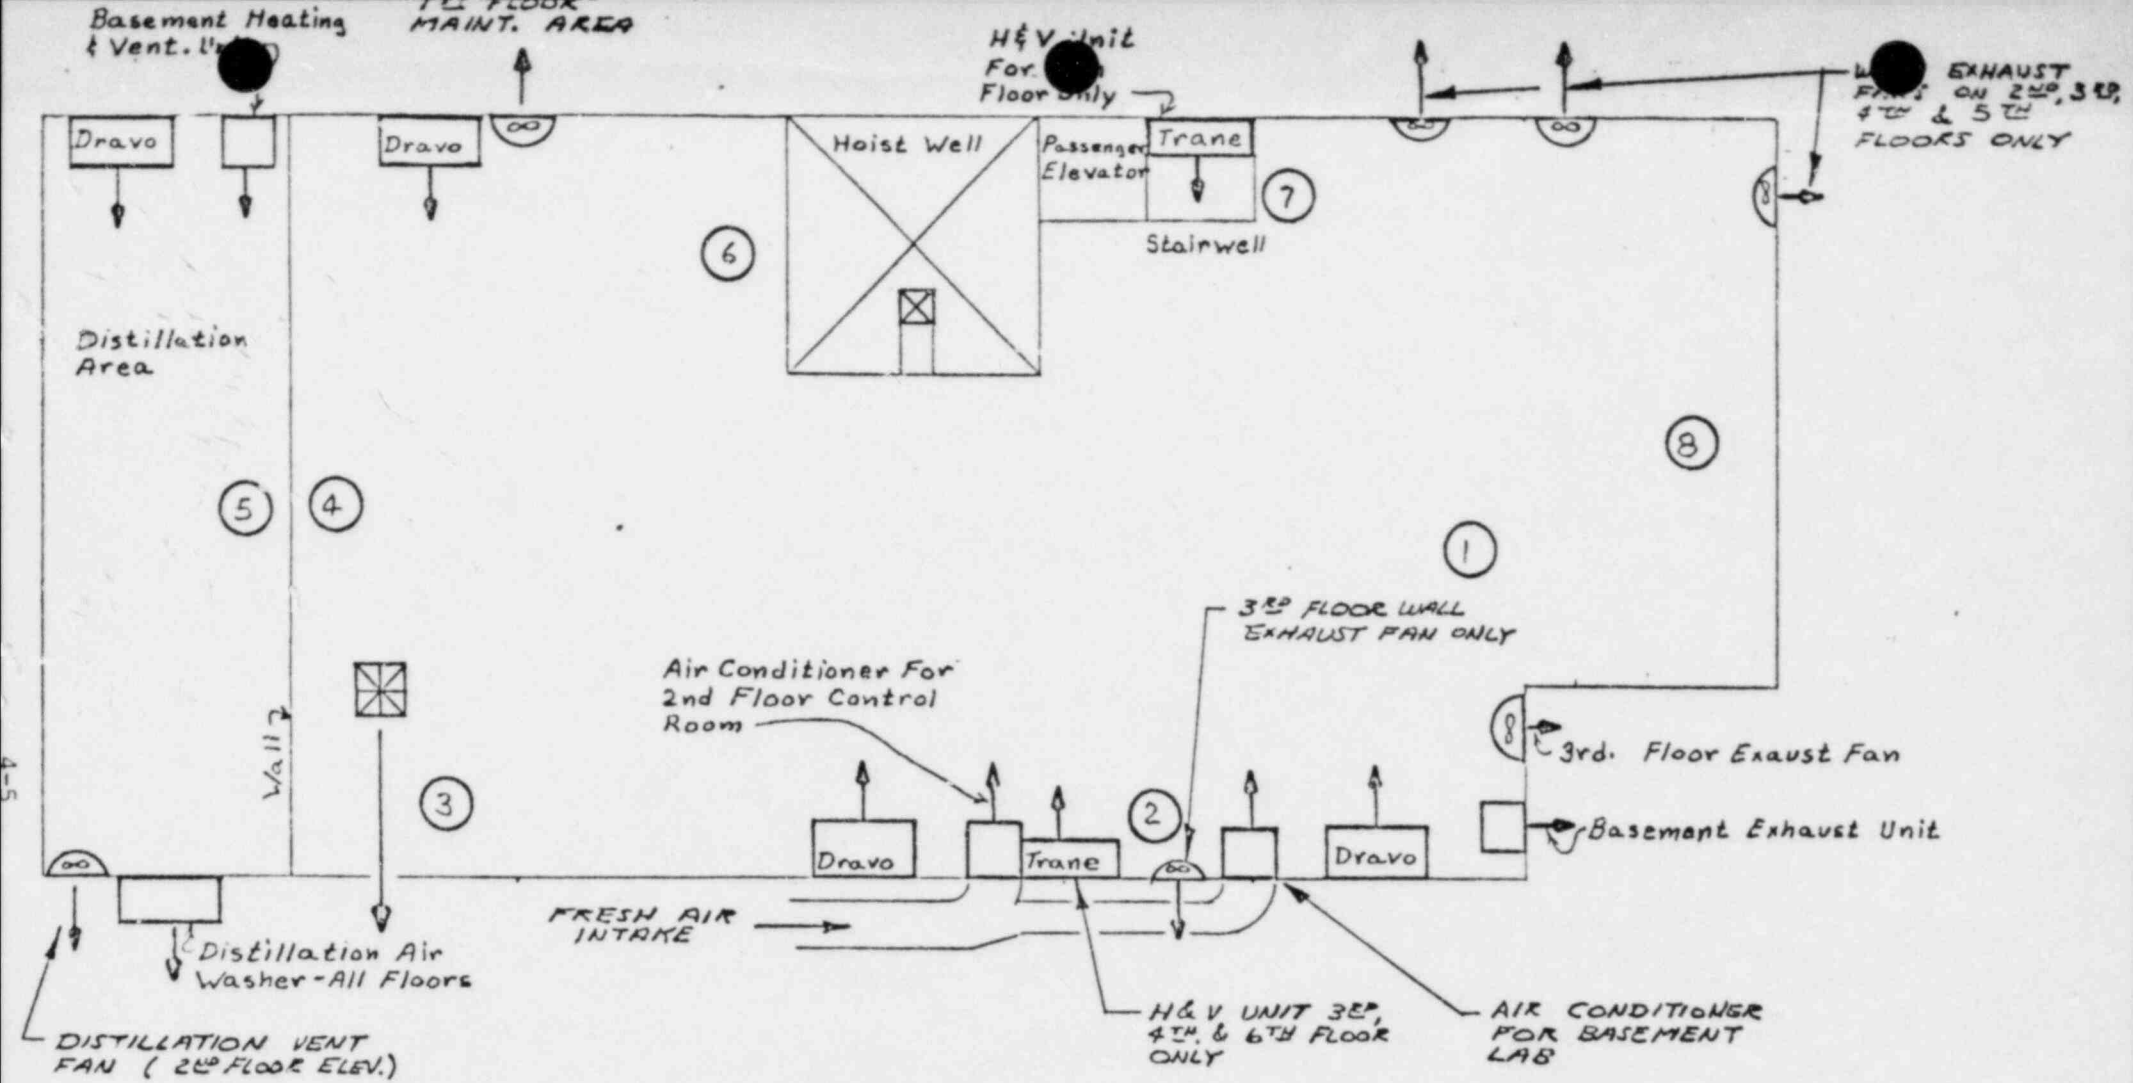 Basement Heating
& Vent.
FLOOR
MAINT. AREA
H&V Unit
For
Floor Only
EXHAUST
ON 2ND, 3RD,
4TH & 5TH
FLOORS ONLY
Dravo
Dravo
Hoist Well
Passenger
Elevator
Trane
7
Stairwell
6
Distillation
Area
8
5
4
1
3RD FLOOR WALL
EXHAUST FAN ONLY
Air Conditioner For
2nd Floor Control
Room
Wall
3
2
3rd. Floor Exaust Fan
Basement Exhaust Unit
Dravo
Trane
Dravo
4-5
FRESH AIR
INTAKE
Distillation Air
Washer-All Floors
DISTILLATION VENT
FAN (2ND FLOOR ELEV.)
H&V UNIT 3RD,
4TH. & 6TH FLOOR
ONLY
AIR CONDITIONER
FOR BASEMENT
LAB